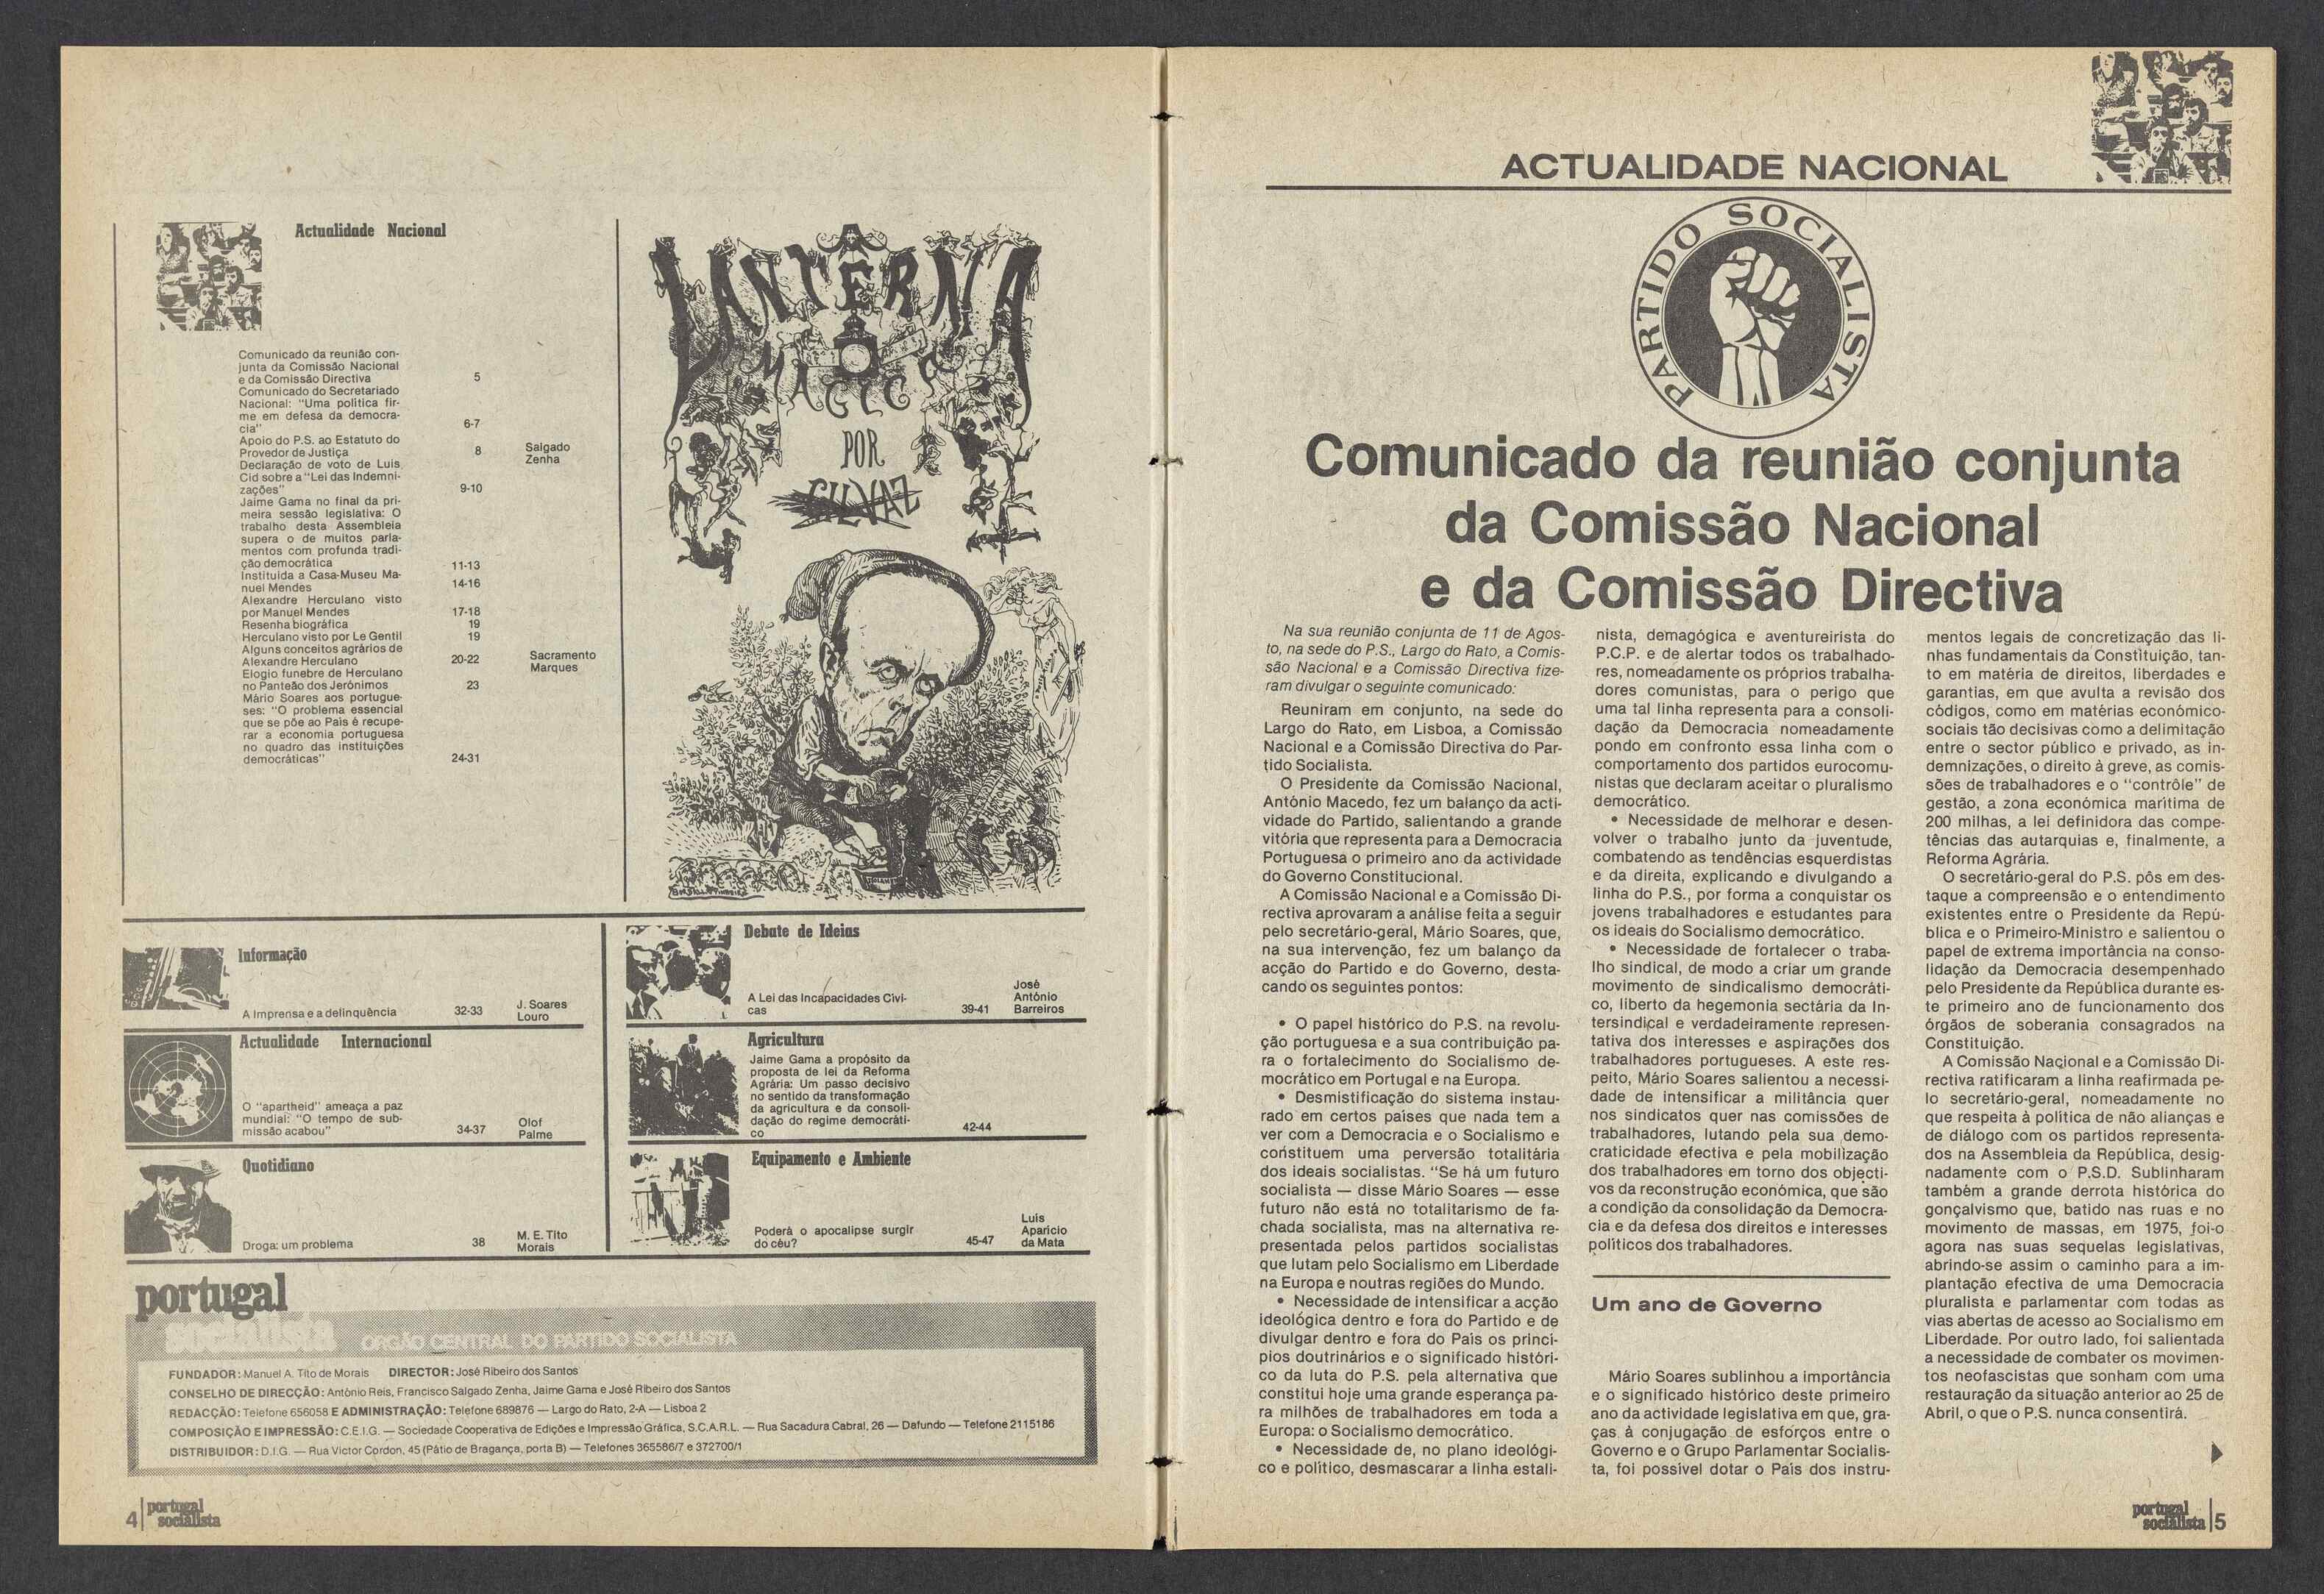 Actualidade Nacional
Comunicado da reunião con-
junta da Comissão Nacional
e da Comissão Directiva 5
Comunicado do Secretariado
Nacional: "Uma politica fir-
me em defesa da democra-
cia" 6-7
Apoio do P.S. ao Estatuto do
Provedor de Justiça 8 Salgado Zenha
Declaração de voto de Luis
Cid sobre a "Lei das Indemni-
zações" 9-10
Jaime Gama no final da pri-
meira sessão legislativa: O
trabalho desta Assembleia
supera o de muitos parla-
mentos com profunda tradi-
ção democrática 11-13
Instituida a Casa-Museu Ma-
nuel Mendes 14-16
Alexandre Herculano visto
por Manuel Mendes 17-18
Resenha biográfica 19
Herculano visto por Le Gentil 19
Alguns conceitos agrários de
Alexandre Herculano 20-22 Sacramento Marques
Elogio funebre de Herculano
no Panteão dos Jerónimos 23
Mário Soares aos portugue-
ses: "O problema essencial
que se põe ao País é recupe-
rar a economia portuguesa
no quadro das instituições
democráticas" 24-31
LANTERNA
MAGICA
POR
GILVAZ
Informação
A Imprensa e a delinquência 32-33 J. Soares Louro
Actualidade Internacional
O "apartheid" ameaça a paz
mundial: "O tempo de sub-
missão acabou" 34-37 Olof Palme
Quotidiano
Droga: um problema 38 M. E. Tito Morais
Debate de Ideias
A Lei das Incapacidades Cívi-
cas 39-41 José António Barreiros
Agricultura
Jaime Gama a propósito da
proposta de lei da Reforma
Agrária: Um passo decisivo
no sentido da transformação
da agricultura e da consoli-
dação do regime democráti-
co 42-44
Equipamento e Ambiente
Poderá o apocalipse surgir
do céu? 45-47 Luis Aparicio da Mata
portugal
socialista ORGÃO CENTRAL DO PARTIDO SOCIALISTA
FUNDADOR: Manuel A. Tito de Morais DIRECTOR: José Ribeiro dos Santos
CONSELHO DE DIRECÇÃO: António Reis, Francisco Salgado Zenha, Jaime Gama e José Ribeiro dos Santos
REDACÇÃO: Telefone 656058 E ADMINISTRAÇÃO: Telefone 689876 — Largo do Rato, 2-A — Lisboa 2
COMPOSIÇÃO E IMPRESSÃO: C.E.I.G. — Sociedade Cooperativa de Edições e Impressão Gráfica, S.C.A.R.L. — Rua Sacadura Cabral, 26 — Dafundo — Telefone 2115186
DISTRIBUIDOR: D.I.G. — Rua Victor Cordon, 45 (Pátio de Bragança, porta B) — Telefones 365586/7 e 372700/1
4 portugal
socialista
ACTUALIDADE NACIONAL
PARTIDO SOCIALISTA
Comunicado da reunião conjunta
da Comissão Nacional
e da Comissão Directiva
Na sua reunião conjunta de 11 de Agos-
to, na sede do P.S., Largo do Rato, a Comis-
são Nacional e a Comissão Directiva fize-
ram divulgar o seguinte comunicado:
Reuniram em conjunto, na sede do
Largo do Rato, em Lisboa, a Comissão
Nacional e a Comissão Directiva do Par-
tido Socialista.
O Presidente da Comissão Nacional,
António Macedo, fez um balanço da acti-
vidade do Partido, salientando a grande
vitória que representa para a Democracia
Portuguesa o primeiro ano da actividade
do Governo Constitucional.
A Comissão Nacional e a Comissão Di-
rectiva aprovaram a análise feita a seguir
pelo secretário-geral, Mário Soares, que,
na sua intervenção, fez um balanço da
acção do Partido e do Governo, desta-
cando os seguintes pontos:
• O papel histórico do P.S. na revolu-
ção portuguesa e a sua contribuição pa-
ra o fortalecimento do Socialismo de-
mocrático em Portugal e na Europa.
• Desmistificação do sistema instau-
rado em certos países que nada tem a
ver com a Democracia e o Socialismo e
constituem uma perversão totalitária
dos ideais socialistas. "Se há um futuro
socialista — disse Mário Soares — esse
futuro não está no totalitarismo de fa-
chada socialista, mas na alternativa re-
presentada pelos partidos socialistas
que lutam pelo Socialismo em Liberdade
na Europa e noutras regiões do Mundo.
• Necessidade de intensificar a acção
ideológica dentro e fora do Partido e de
divulgar dentro e fora do País os princí-
pios doutrinários e o significado históri-
co da luta do P.S. pela alternativa que
constitui hoje uma grande esperança pa-
ra milhões de trabalhadores em toda a
Europa: o Socialismo democrático.
• Necessidade de, no plano ideológi-
co e político, desmascarar a linha estali-
nista, demagógica e aventureirista do
P.C.P. e de alertar todos os trabalhado-
res, nomeadamente os próprios trabalha-
dores comunistas, para o perigo que
uma tal linha representa para a consoli-
dação da Democracia nomeadamente
pondo em confronto essa linha com o
comportamento dos partidos eurocomu-
nistas que declaram aceitar o pluralismo
democrático.
• Necessidade de melhorar e desen-
volver o trabalho junto da juventude,
combatendo as tendências esquerdistas
e da direita, explicando e divulgando a
linha do P.S., por forma a conquistar os
jovens trabalhadores e estudantes para
os ideais do Socialismo democrático.
• Necessidade de fortalecer o traba-
lho sindical, de modo a criar um grande
movimento de sindicalismo democráti-
co, liberto da hegemonia sectária da In-
tersindical e verdadeiramente represen-
tativa dos interesses e aspirações dos
trabalhadores portugueses. A este res-
peito, Mário Soares salientou a necessi-
dade de intensificar a militância quer
nos sindicatos quer nas comissões de
trabalhadores, lutando pela sua demo-
craticidade efectiva e pela mobilização
dos trabalhadores em torno dos objecti-
vos da reconstrução económica, que são
a condição da consolidação da Democra-
cia e da defesa dos direitos e interesses
políticos dos trabalhadores.
Um ano de Governo
Mário Soares sublinhou a importância
e o significado histórico deste primeiro
ano da actividade legislativa em que, gra-
ças à conjugação de esforços entre o
Governo e o Grupo Parlamentar Socialis-
ta, foi possível dotar o País dos instru-
mentos legais de concretização das li-
nhas fundamentais da Constituição, tan-
to em matéria de direitos, liberdades e
garantias, em que avulta a revisão dos
códigos, como em matérias económico-
sociais tão decisivas como a delimitação
entre o sector público e privado, as in-
demnizações, o direito à greve, as comis-
sões de trabalhadores e o "contrôle" de
gestão, a zona económica marítima de
200 milhas, a lei definidora das compe-
tências das autarquias e, finalmente, a
Reforma Agrária.
O secretário-geral do P.S. pôs em des-
taque a compreensão e o entendimento
existentes entre o Presidente da Repú-
blica e o Primeiro-Ministro e salientou o
papel de extrema importância na conso-
lidação da Democracia desempenhado
pelo Presidente da República durante es-
te primeiro ano de funcionamento dos
órgãos de soberania consagrados na
Constituição.
A Comissão Nacional e a Comissão Di-
rectiva ratificaram a linha reafirmada pe-
lo secretário-geral, nomeadamente no
que respeita à política de não alianças e
de diálogo com os partidos representa-
dos na Assembleia da República, desig-
nadamente com o P.S.D. Sublinharam
também a grande derrota histórica do
gonçalvismo que, batido nas ruas e no
movimento de massas, em 1975, foi-o
agora nas suas sequelas legislativas,
abrindo-se assim o caminho para a im-
plantação efectiva de uma Democracia
pluralista e parlamentar com todas as
vias abertas de acesso ao Socialismo em
Liberdade. Por outro lado, foi salientada
a necessidade de combater os movimen-
tos neofascistas que sonham com uma
restauração da situação anterior ao 25 de
Abril, o que o P.S. nunca consentirá.
portugal
socialista 5